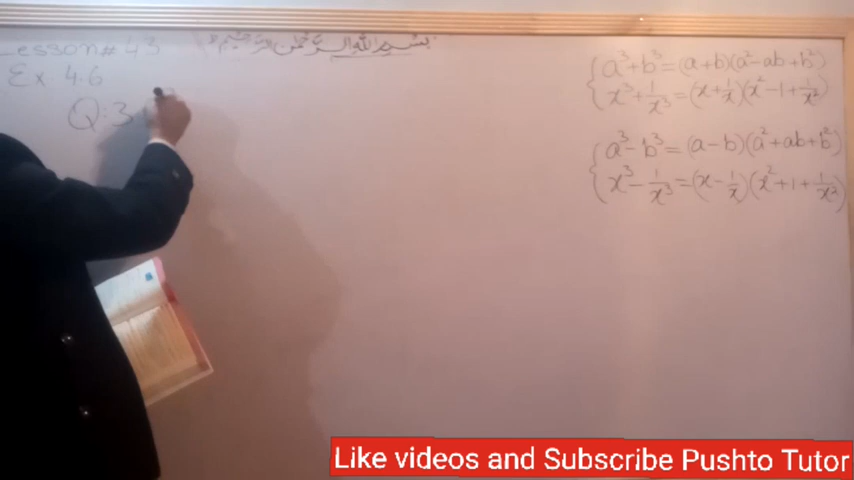 Lesson# 43
بسم الله الرحمن الرحيم
Ex 4.6
Q:3
a³+b³=(a+b)(a²-ab+b²)
x³+1/x³=(x+1/x)(x²-1+1/x²)
a³-b³=(a-b)(a²+ab+b²)
x³-1/x³=(x-1/x)(x²+1+1/x²)
Like videos and Subscribe Pushto Tutor